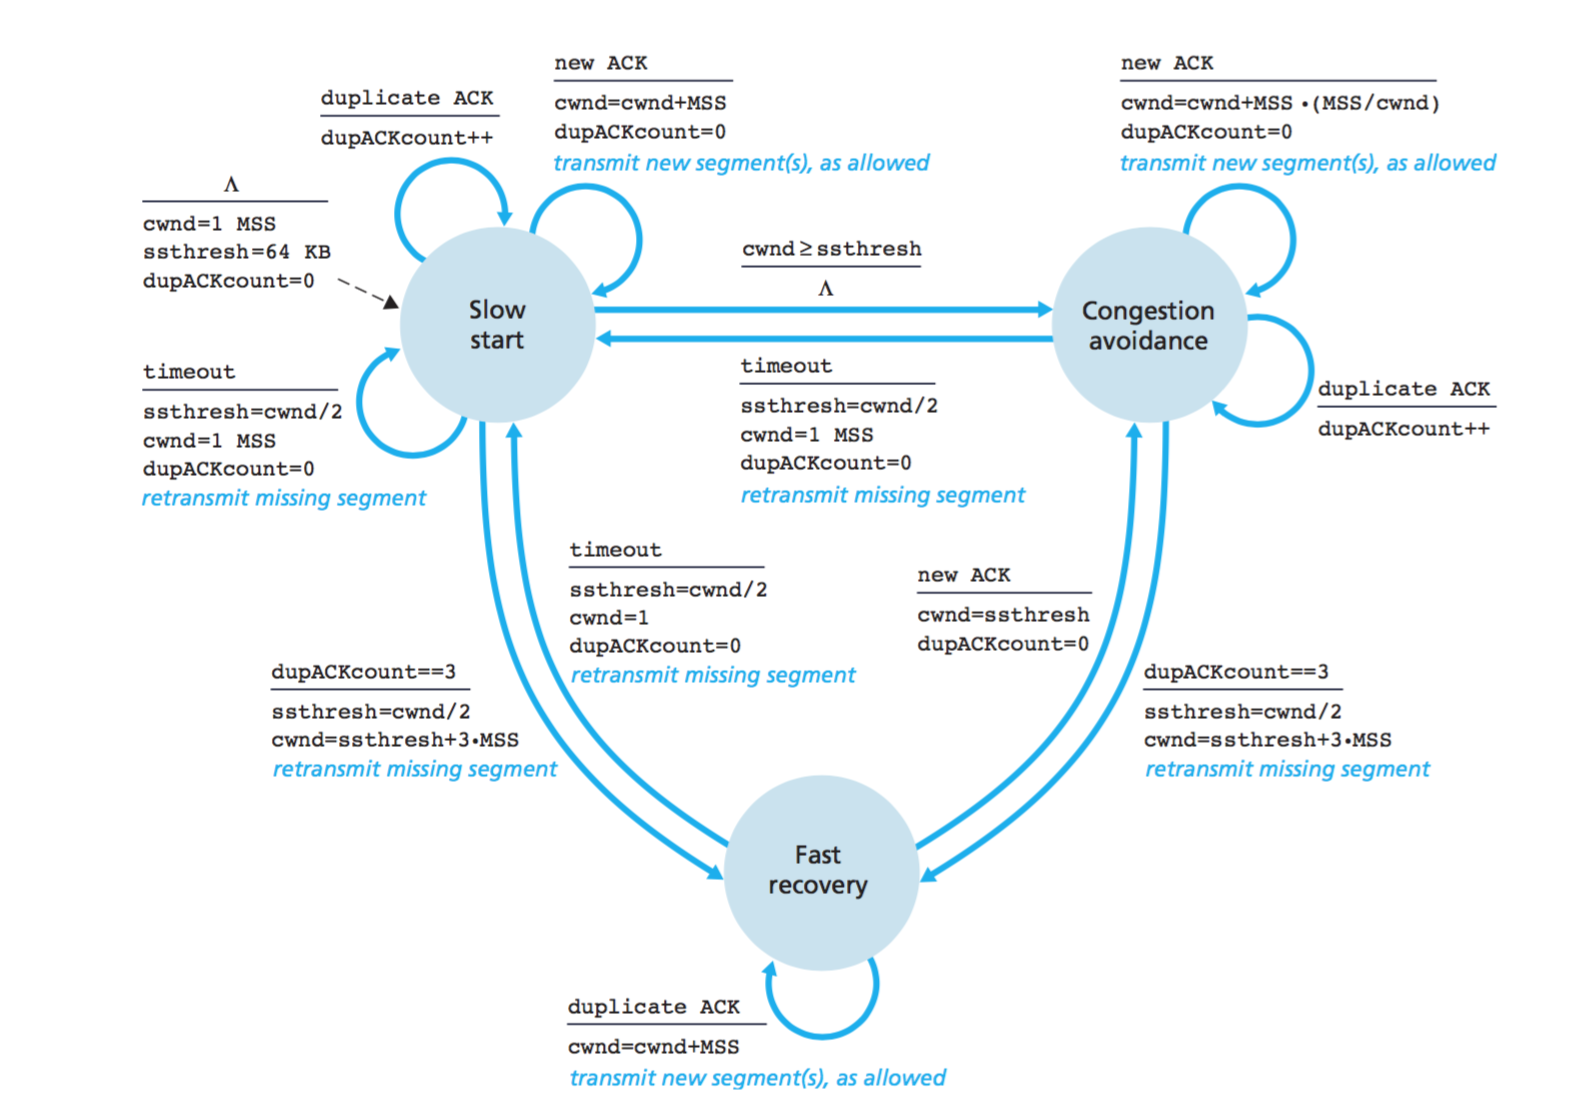 new ACK
cwnd=cwnd+MSS
dupACKcount=0
transmit new segment(s), as allowed
new ACK
cwnd=cwnd+MSS •(MSS/cwnd)
dupACKcount=0
transmit new segment(s), as allowed
duplicate ACK
dupACKcount++
Λ
cwnd=1 MSS
ssthresh=64 KB
dupACKcount=0
cwnd≥ssthresh
Λ
Slow
start
Congestion
avoidance
timeout
ssthresh=cwnd/2
cwnd=1 MSS
dupACKcount=0
retransmit missing segment
timeout
ssthresh=cwnd/2
cwnd=1 MSS
dupACKcount=0
retransmit missing segment
duplicate ACK
dupACKcount++
timeout
ssthresh=cwnd/2
cwnd=1
dupACKcount=0
retransmit missing segment
new ACK
cwnd=ssthresh
dupACKcount=0
dupACKcount==3
ssthresh=cwnd/2
cwnd=ssthresh+3•MSS
retransmit missing segment
dupACKcount==3
ssthresh=cwnd/2
cwnd=ssthresh+3•MSS
retransmit missing segment
Fast
recovery
duplicate ACK
cwnd=cwnd+MSS
transmit new segment(s), as allowed